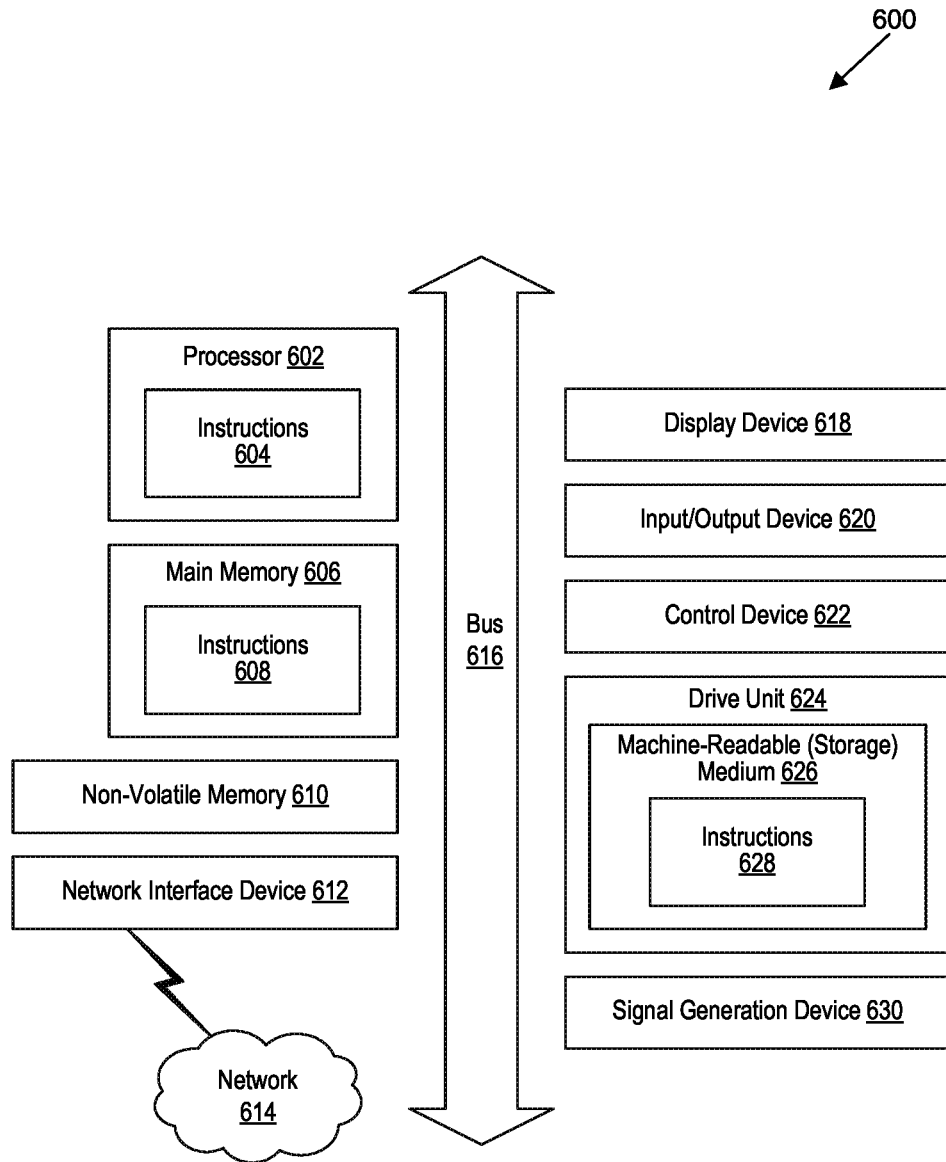 600
Processor 602
Instructions
604
Main Memory 606
Instructions
608
Non-Volatile Memory 610
Network Interface Device 612
Network
614
Bus
616
Display Device 618
Input/Output Device 620
Control Device 622
Drive Unit 624
Machine-Readable (Storage)
Medium 626
Instructions
628
Signal Generation Device 630